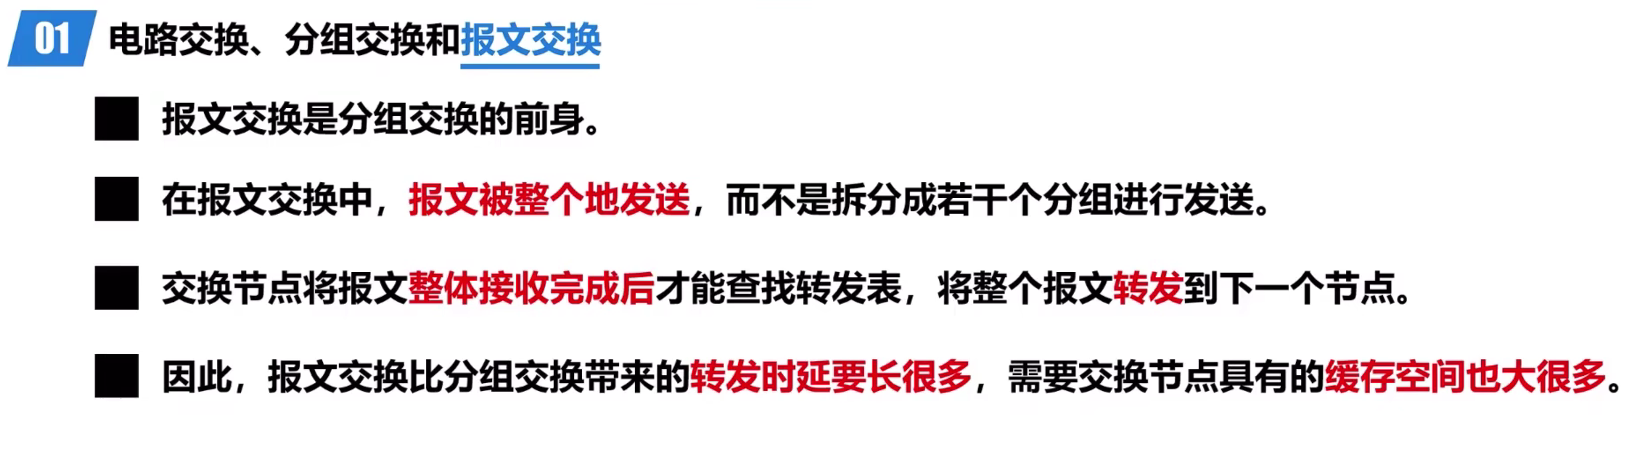 01 电路交换、分组交换和报文交换
报文交换是分组交换的前身。
在报文交换中，报文被整个地发送，而不是拆分成若干个分组进行发送。
交换节点将报文整体接收完成后才能查找转发表，将整个报文转发到下一个节点。
因此，报文交换比分组交换带来的转发时延要长很多，需要交换节点具有的缓存空间也大很多。